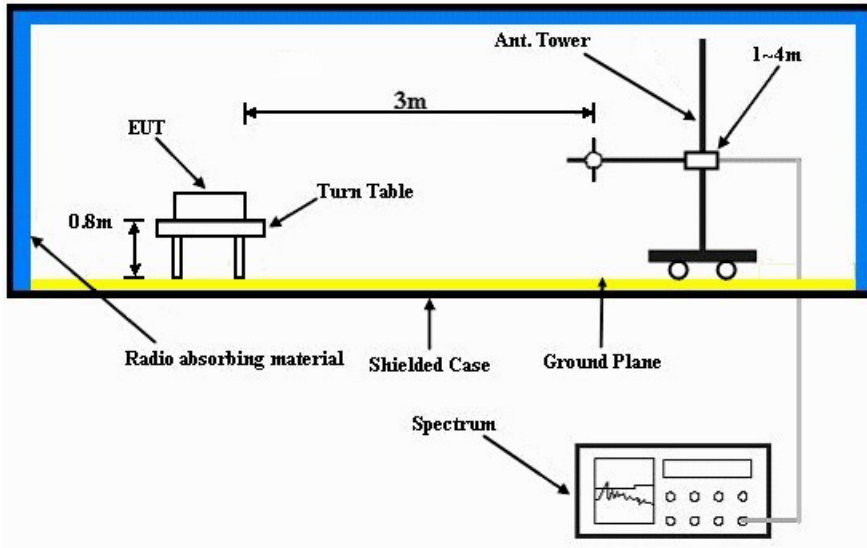 Ant. Tower
1~4m
3m
EUT
Turn Table
0.8m
Radio absorbing material
Shielded Case
Ground Plane
Spectrum